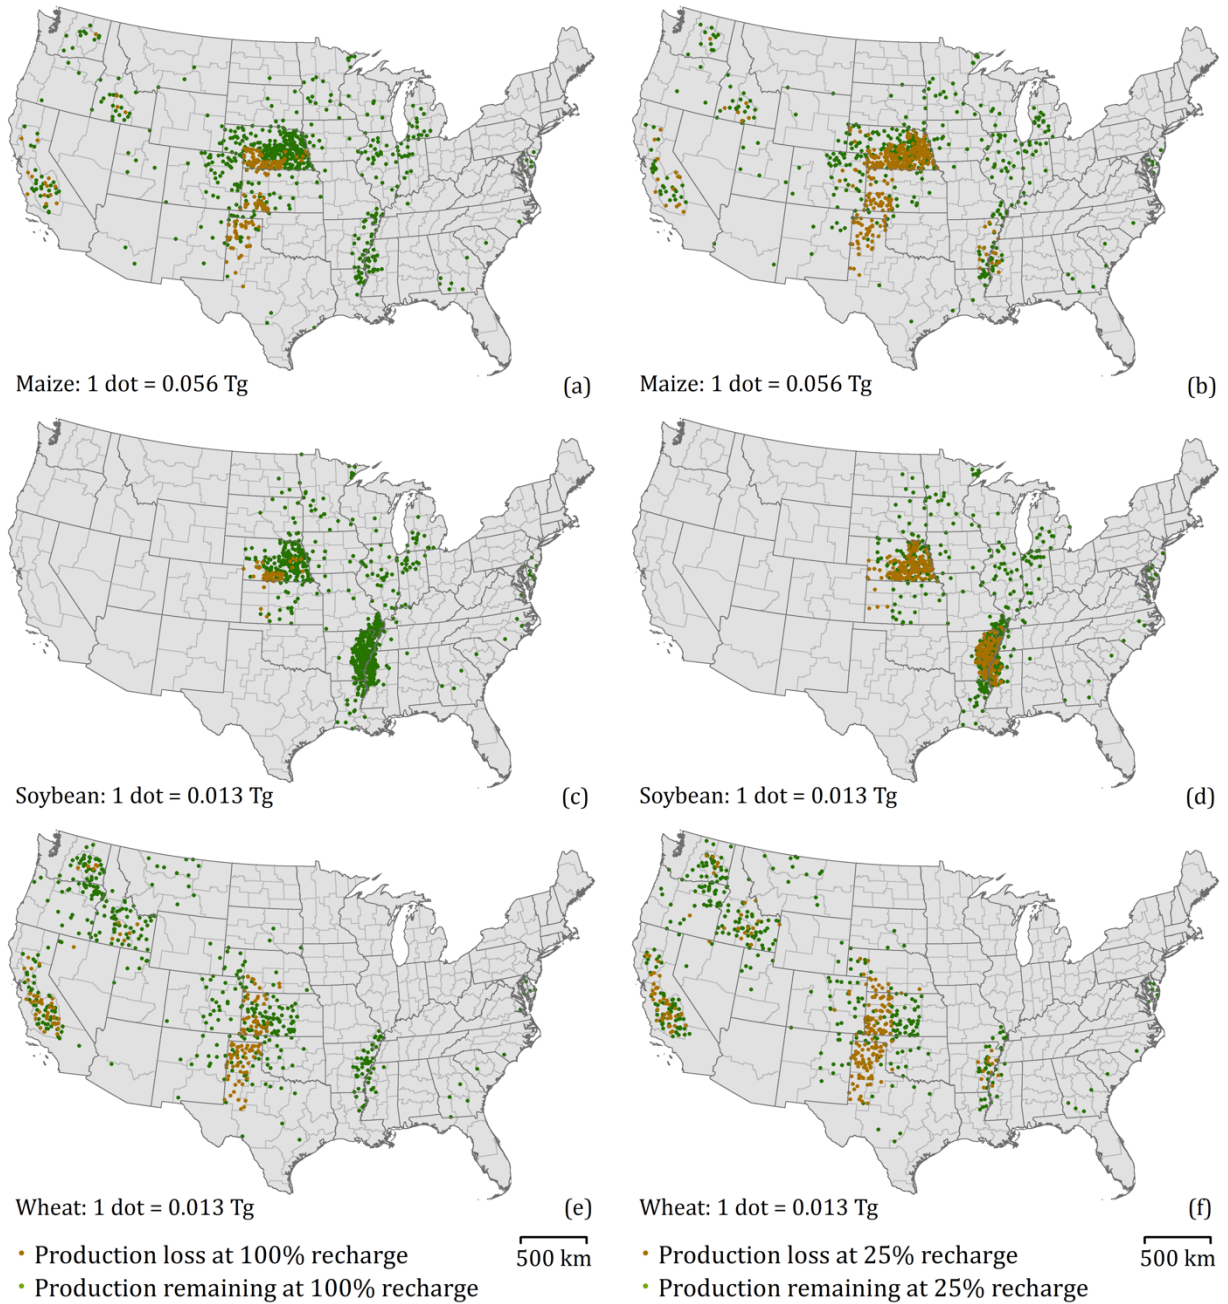 Maize: 1 dot = 0.056 Tg (a)
Maize: 1 dot = 0.056 Tg (b)
Soybean: 1 dot = 0.013 Tg (c)
Soybean: 1 dot = 0.013 Tg (d)
Wheat: 1 dot = 0.013 Tg (e)
Wheat: 1 dot = 0.013 Tg (f)
Production loss at 100% recharge
Production remaining at 100% recharge
500 km
Production loss at 25% recharge
Production remaining at 25% recharge
500 km